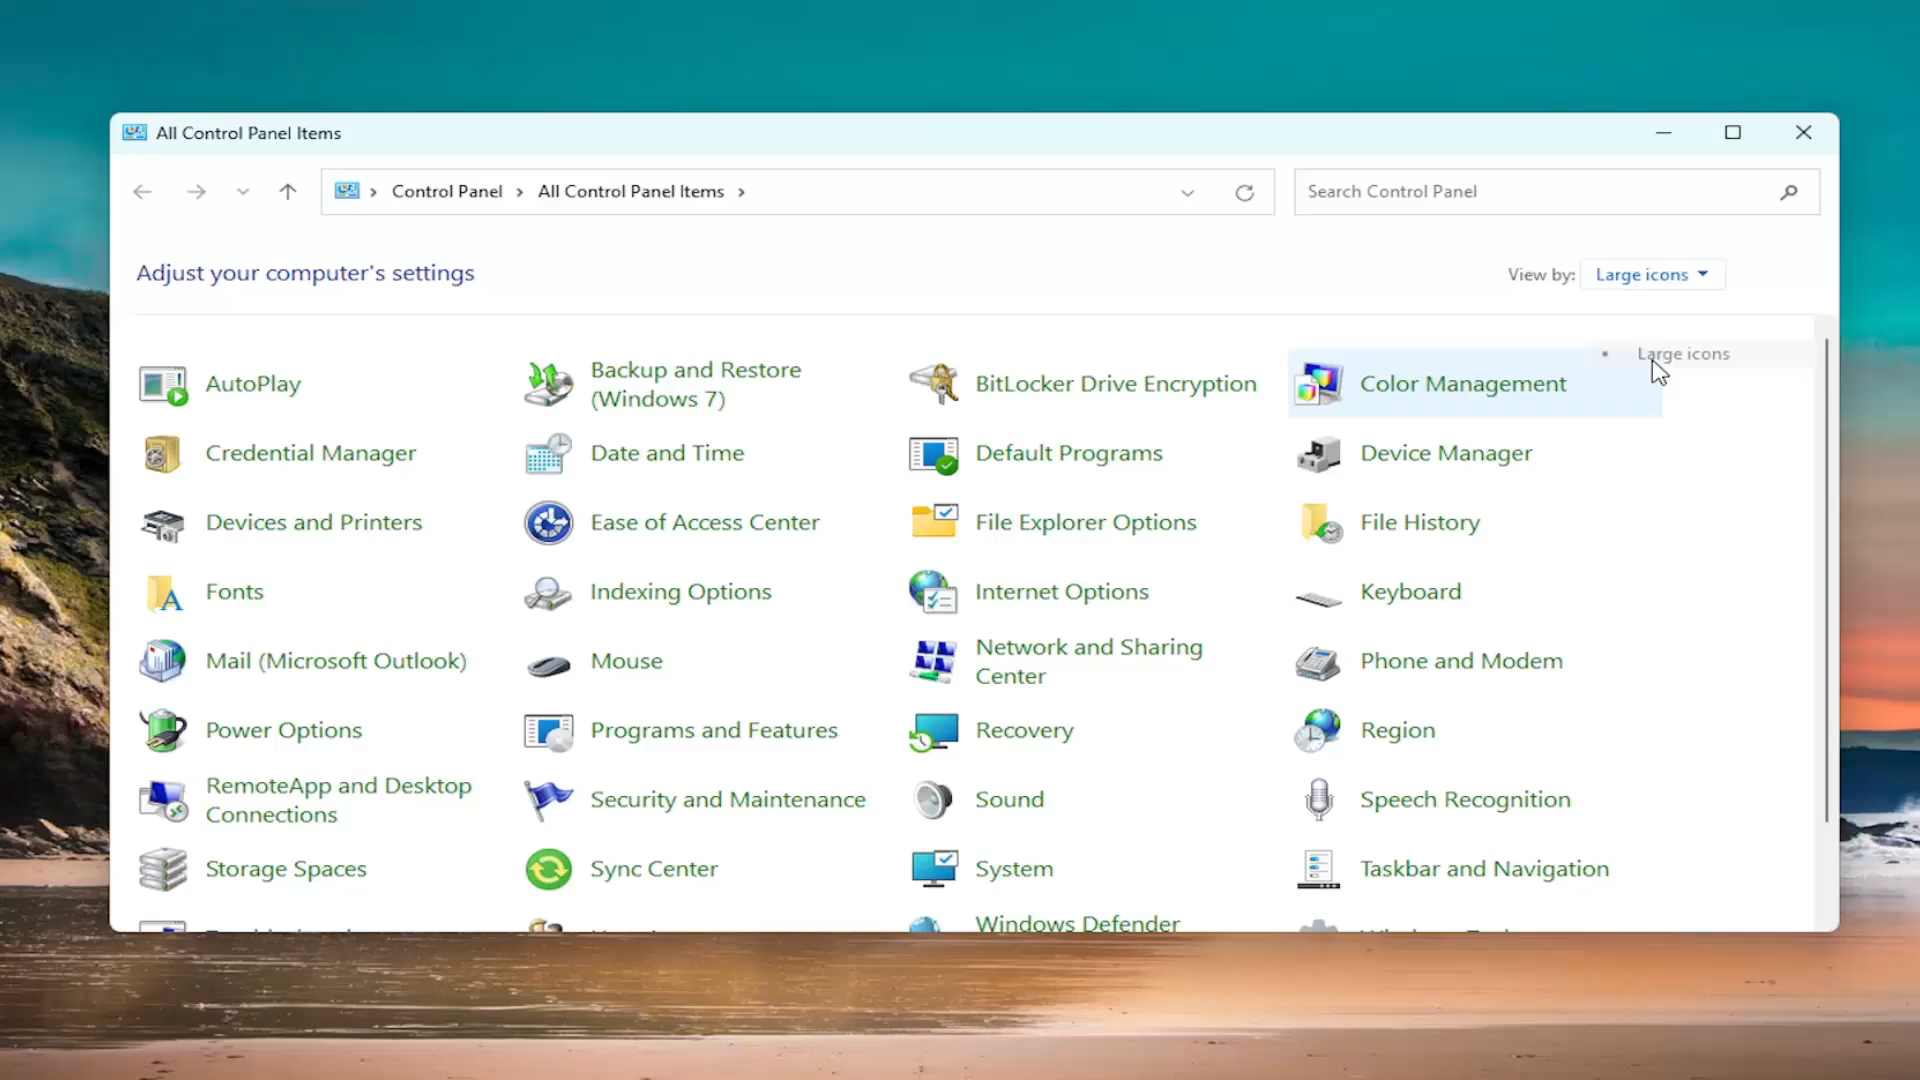 All Control Panel Items
Control Panel
All Control Panel Items
Search Control Panel
Adjust your computer's settings
View by:
Large icons
Large icons
AutoPlay
Backup and Restore
(Windows 7)
BitLocker Drive Encryption
Color Management
Credential Manager
Date and Time
Default Programs
Device Manager
Devices and Printers
Ease of Access Center
File Explorer Options
File History
Fonts
Indexing Options
Internet Options
Keyboard
Mail (Microsoft Outlook)
Mouse
Network and Sharing
Center
Phone and Modem
Power Options
Programs and Features
Recovery
Region
RemoteApp and Desktop
Connections
Security and Maintenance
Sound
Speech Recognition
Storage Spaces
Sync Center
System
Taskbar and Navigation
Windows Defender